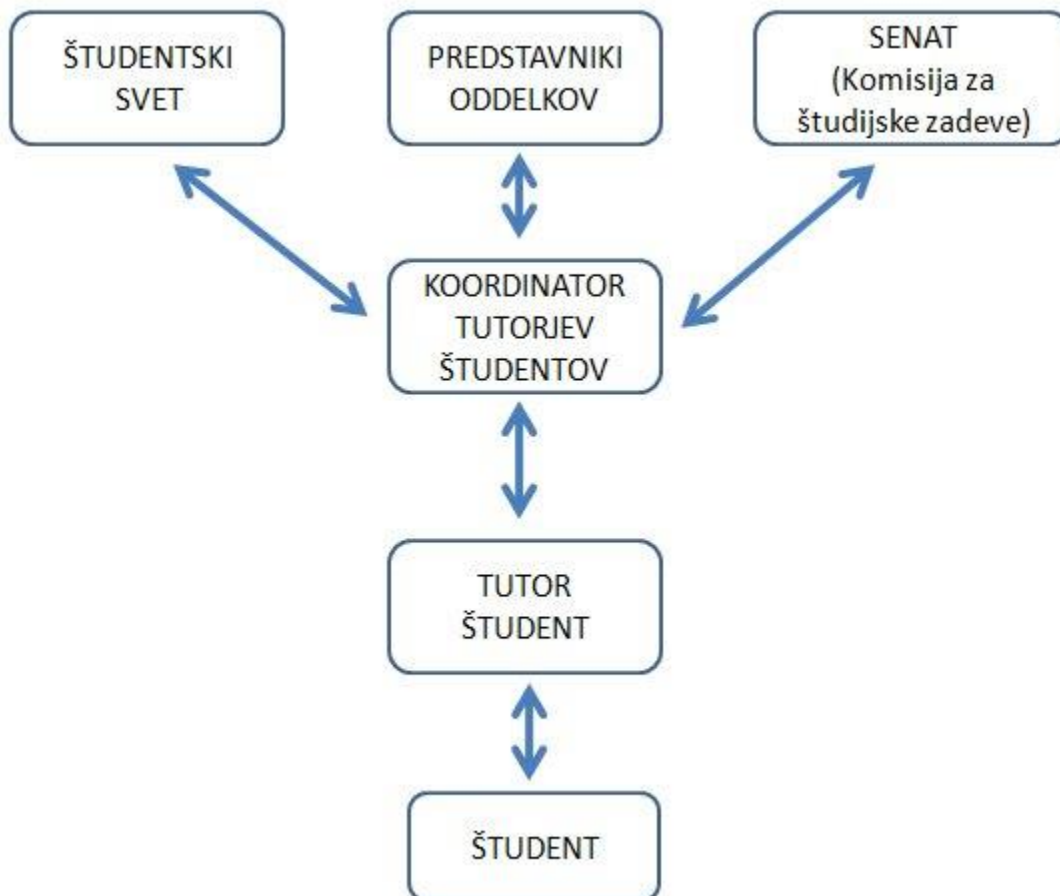 ŠTUDENTSKI
SVET
PREDSTAVNIKI
ODDELKOV
SENAT
(Komisija za
študijske zadeve)
KOORDINATOR
TUTORJEV
ŠTUDENTOV
TUTOR
ŠTUDENT
ŠTUDENT